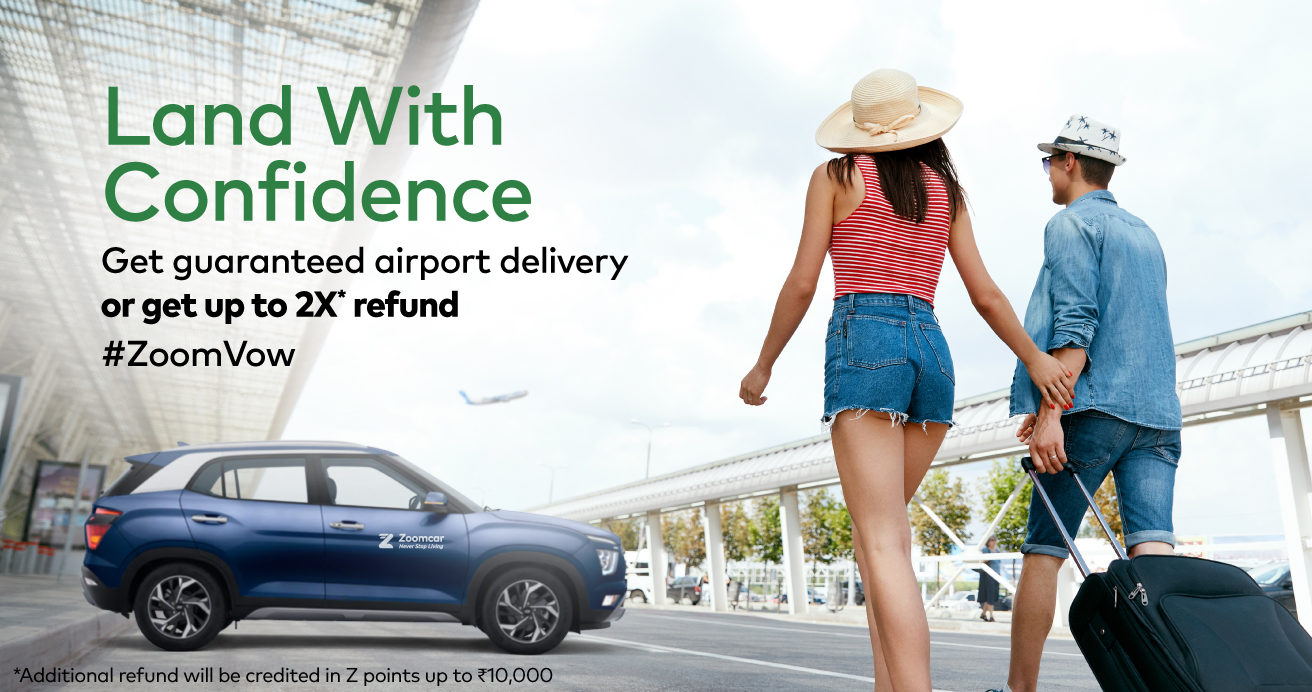 Land With
Confidence
Get guaranteed airport delivery
or get up to 2X* refund
#ZoomVow
Zoomcar
Never Stop Living
*Additional refund will be credited in Z points up to ₹10,000